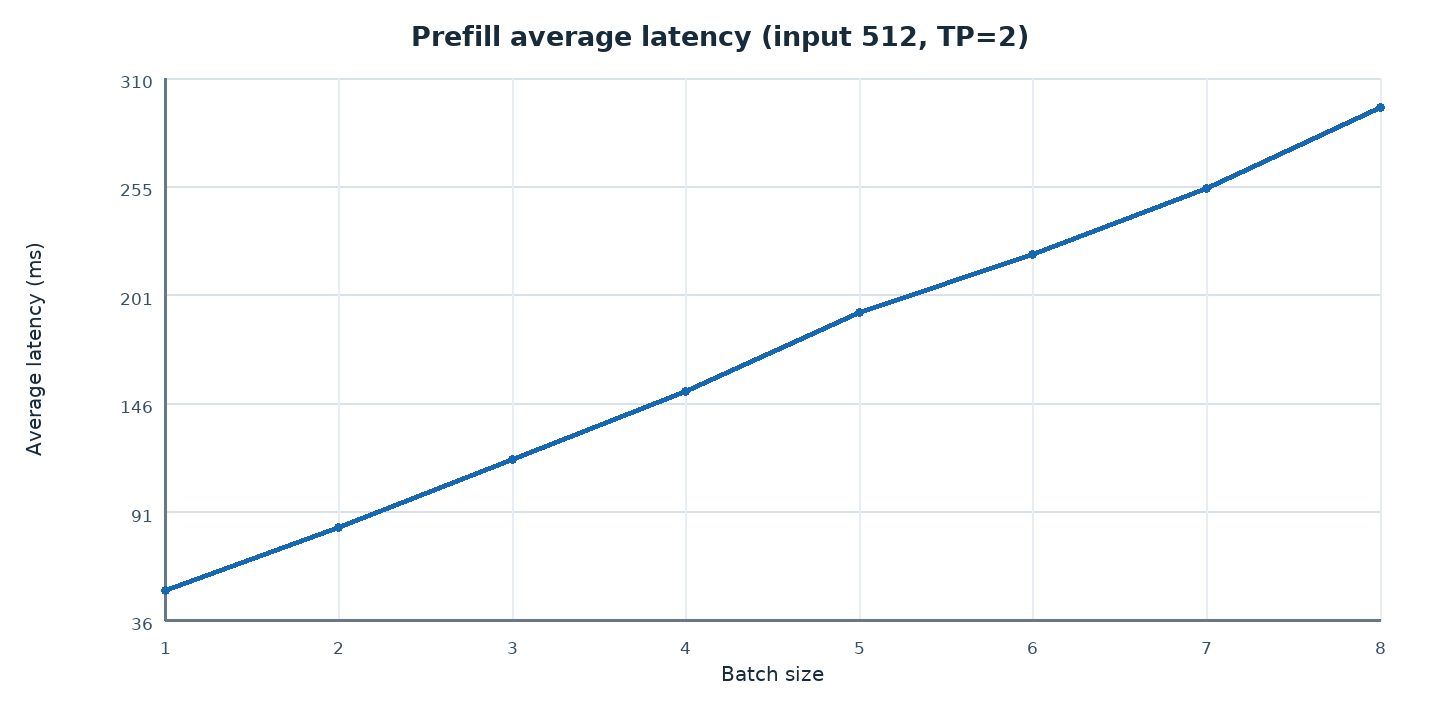 Prefill average latency (input 512, TP=2)
310
255
201
146
91
36
Average latency (ms)
1 2 3 4 5 6 7 8
Batch size